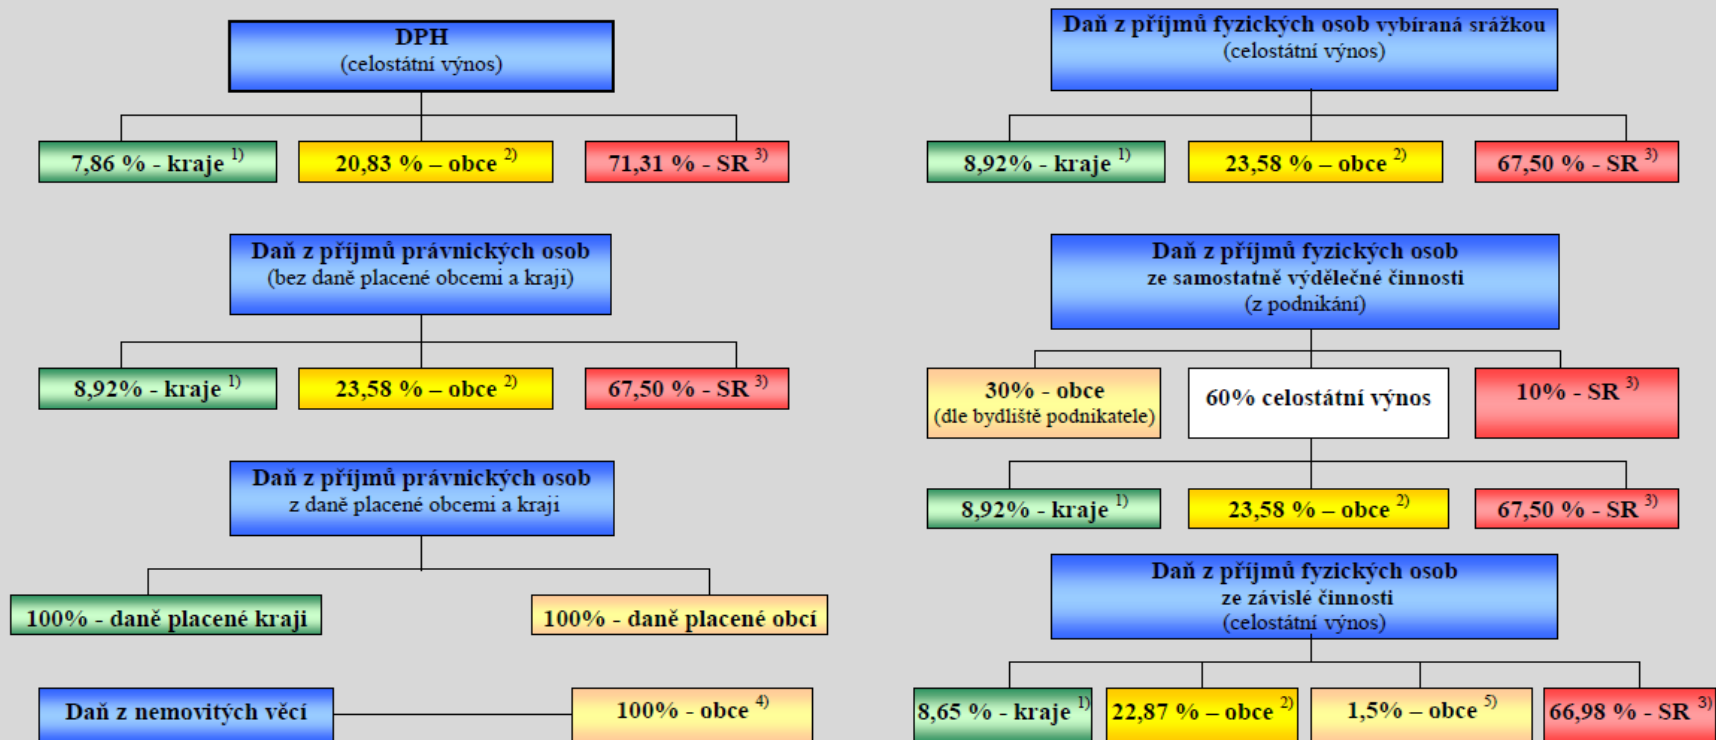 DPH
(celostátní výnos)
7,86 % - kraje 1)
20,83 % – obce 2)
71,31 % - SR 3)
Daň z příjmů právnických osob
(bez daně placené obcemi a kraji)
8,92% - kraje 1)
23,58 % – obce 2)
67,50 % - SR 3)
Daň z příjmů právnických osob
z daně placené obcemi a kraji
100% - daně placené kraji
100% - daně placené obcí
Daň z nemovitých věcí
100% - obce 4)
Daň z příjmů fyzických osob vybíraná srážkou
(celostátní výnos)
8,92% - kraje 1)
23,58 % – obce 2)
67,50 % - SR 3)
Daň z příjmů fyzických osob
ze samostatně výdělečné činnosti
(z podnikání)
30% - obce
(dle bydliště podnikatele)
60% celostátní výnos
10% - SR 3)
8,92% - kraje 1)
23,58 % – obce 2)
67,50 % - SR 3)
Daň z příjmů fyzických osob
ze závislé činnosti
(celostátní výnos)
8,65 % - kraje 1)
22,87 % – obce 2)
1,5% – obce 5)
66,98 % - SR 3)